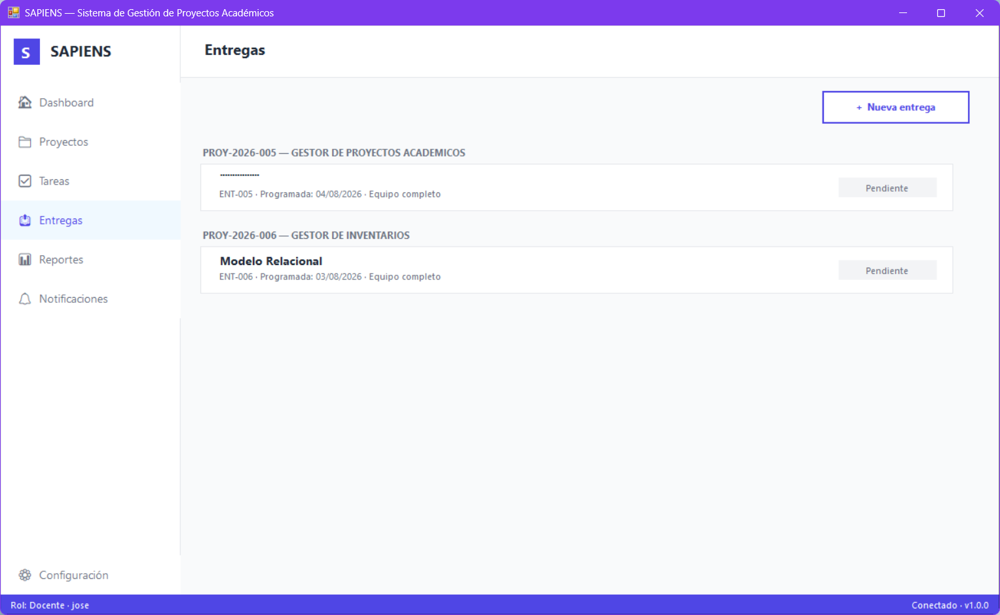 SAPIENS — Sistema de Gestión de Proyectos Académicos
S SAPIENS
Entregas
Dashboard
Proyectos
Tareas
Entregas
Reportes
Notificaciones
Configuración
+ Nueva entrega
PROY-2026-005 — GESTOR DE PROYECTOS ACADEMICOS
................
ENT-005 · Programada: 04/08/2026 · Equipo completo
Pendiente
PROY-2026-006 — GESTOR DE INVENTARIOS
Modelo Relacional
ENT-006 · Programada: 03/08/2026 · Equipo completo
Pendiente
Rol: Docente · jose
Conectado · v1.0.0